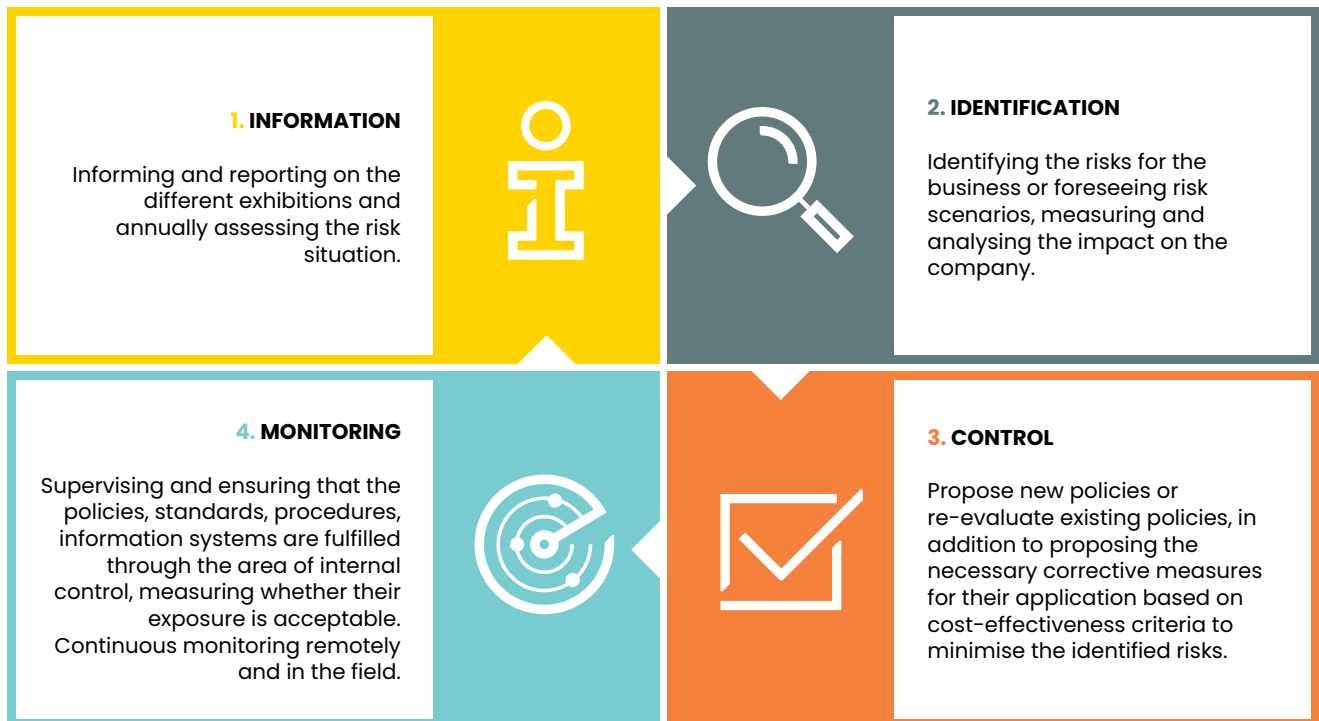 1. INFORMATION
Informing and reporting on the
different exhibitions and
annually assessing the risk
situation.
2. IDENTIFICATION
Identifying the risks for the
business or foreseeing risk
scenarios, measuring and
analysing the impact on the
company.
4. MONITORING
Supervising and ensuring that the
policies, standards, procedures,
information systems are fulfilled
through the area of internal
control, measuring whether their
exposure is acceptable.
Continuous monitoring remotely
and in the field.
3. CONTROL
Propose new policies or
re-evaluate existing policies, in
addition to proposing the
necessary corrective measures
for their application based on
cost-effectiveness criteria to
minimise the identified risks.